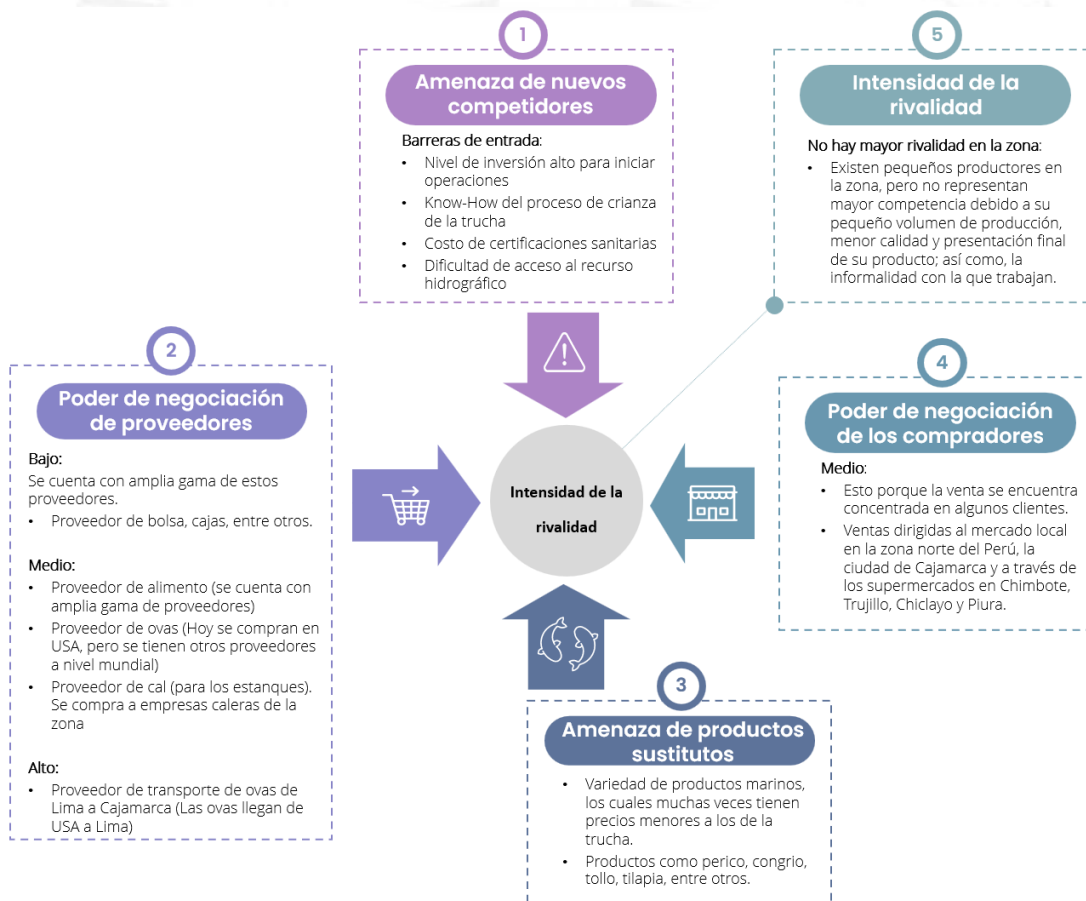 1
Amenaza de nuevos
competidores
Barreras de entrada:
• Nivel de inversión alto para iniciar
operaciones
• Know-How del proceso de crianza
de la trucha
• Costo de certificaciones sanitarias
• Dificultad de acceso al recurso
hidrográfico
5
Intensidad de la
rivalidad
No hay mayor rivalidad en la zona:
• Existen pequeños productores en
la zona, pero no representan
mayor competencia debido a su
pequeño volumen de producción,
menor calidad y presentación final
de su producto; así como, la
informalidad con la que trabajan.
2
Poder de negociación
de proveedores
Bajo:
Se cuenta con amplia gama de estos
proveedores.
• Proveedor de bolsa, cajas, entre otros.
Medio:
• Proveedor de alimento (se cuenta con
amplia gama de proveedores)
• Proveedor de ovas (Hoy se compran en
USA, pero se tienen otros proveedores
a nivel mundial)
• Proveedor de cal (para los estanques).
Se compra a empresas caleras de la
zona
Alto:
• Proveedor de transporte de ovas de
Lima a Cajamarca (Las ovas llegan de
USA a Lima)
Intensidad de la
rivalidad
4
Poder de negociación
de los compradores
Medio:
• Esto porque la venta se encuentra
concentrada en algunos clientes.
• Ventas dirigidas al mercado local
en la zona norte del Perú, la
ciudad de Cajamarca y a través de
los supermercados en Chimbote,
Trujillo, Chiclayo y Piura.
3
Amenaza de productos
sustitutos
• Variedad de productos marinos,
los cuales muchas veces tienen
precios menores a los de la
trucha.
• Productos como perico, congrio,
tollo, tilapia, entre otros.